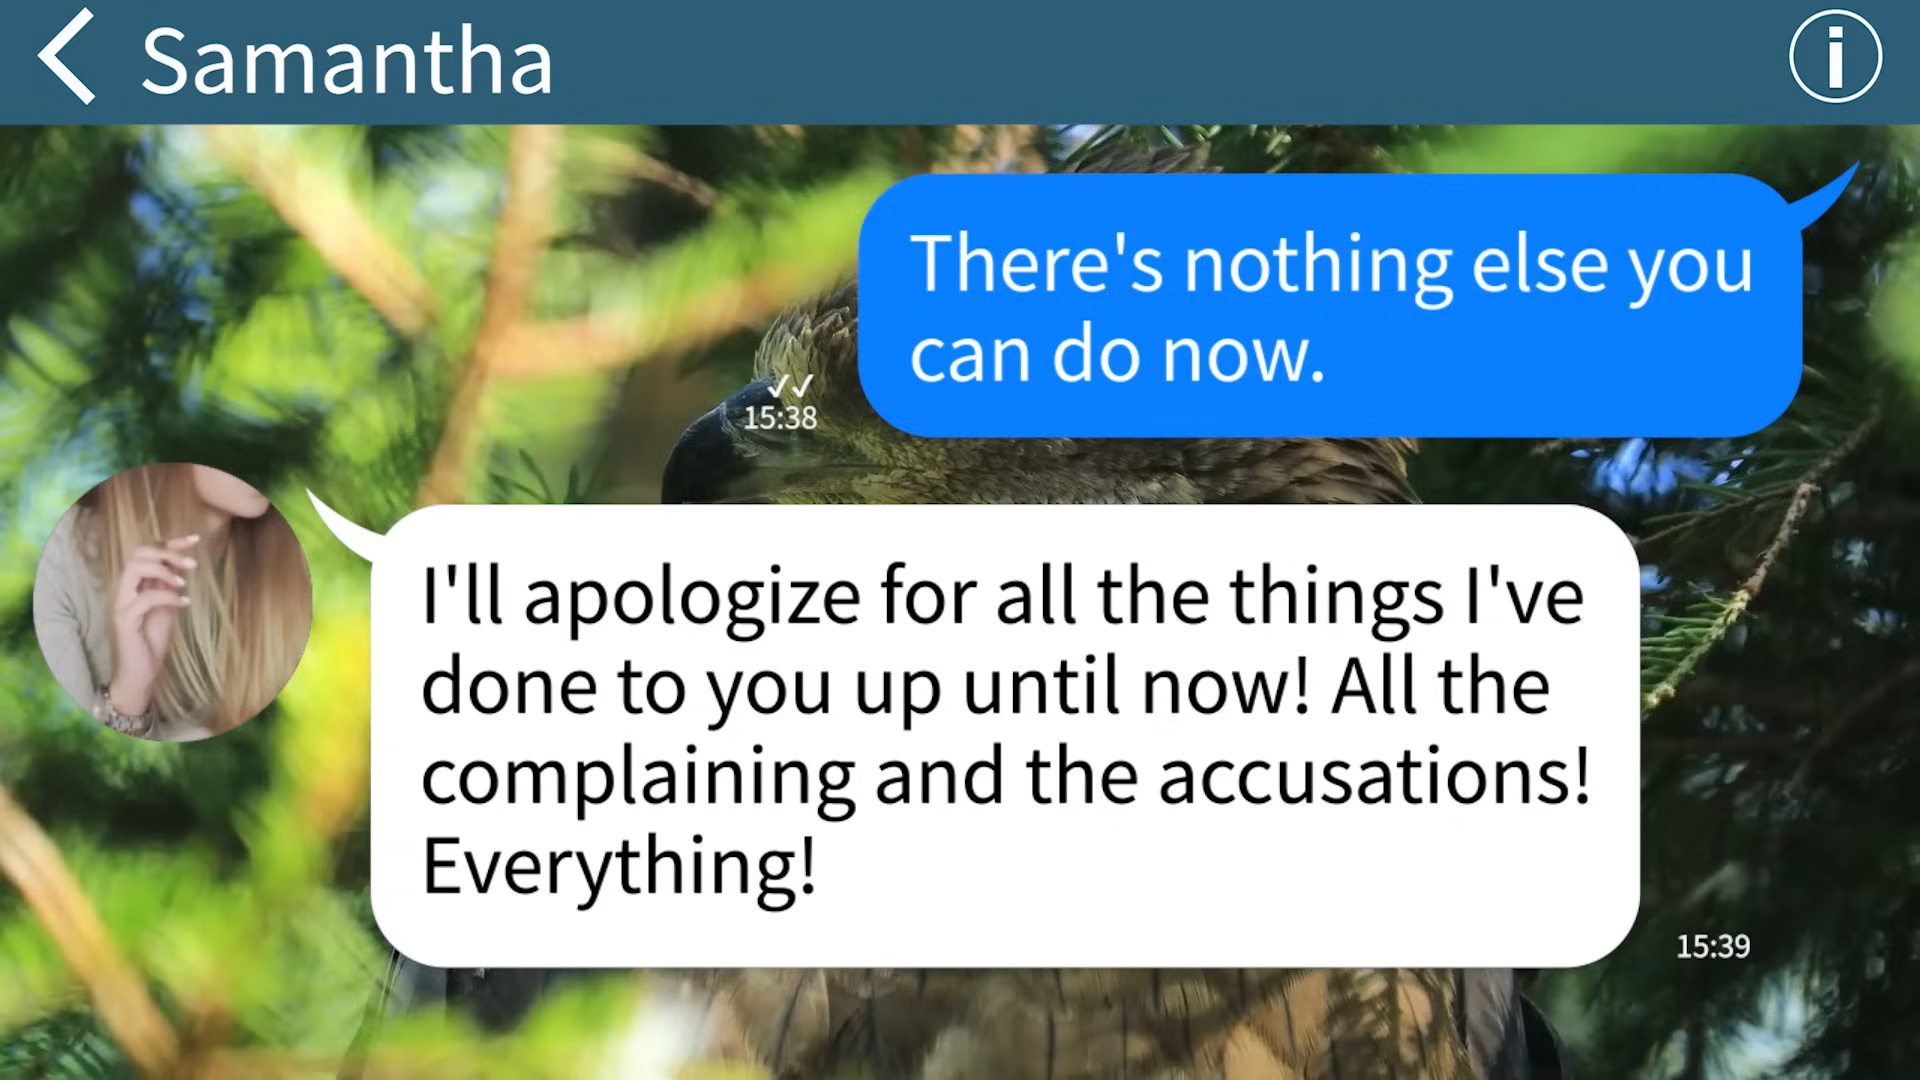 Samantha
There's nothing else you
can do now.
15:38
I'll apologize for all the things I've
done to you up until now! All the
complaining and the accusations!
Everything!
15:39